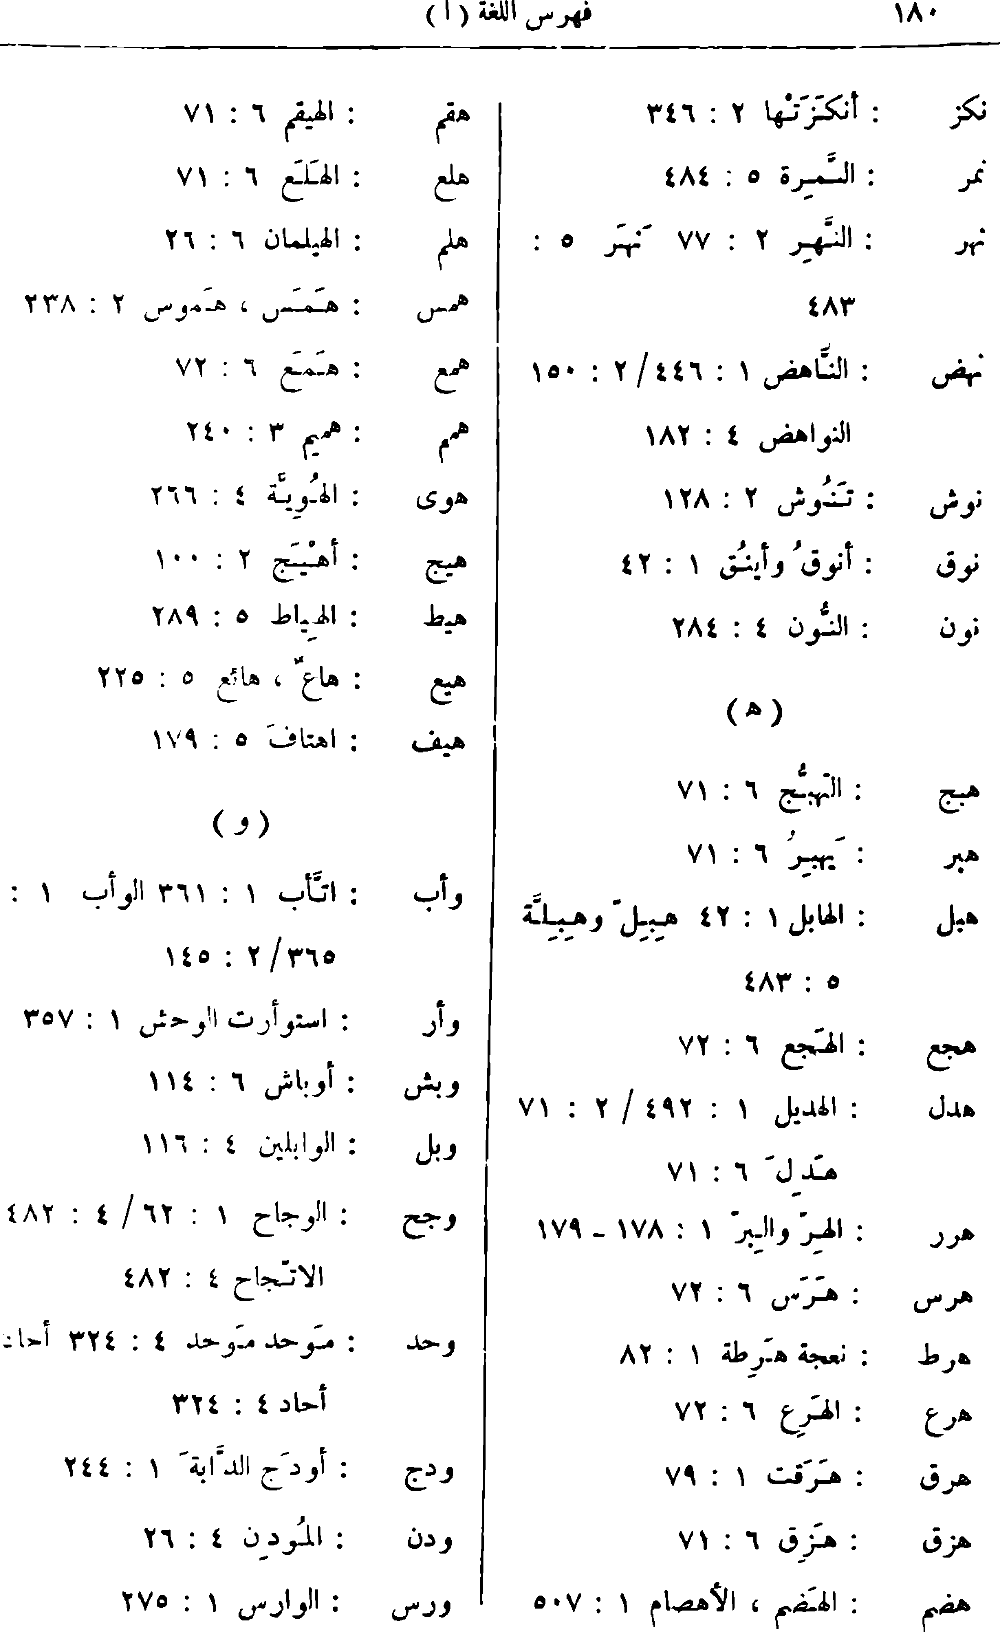 ١٨٠
فهرس اللغة ( أ )
نكز : أنكَزَتْها ٢ : ٣٤٦
نمر : النَّمِرة ٥ : ٤٨٤
نهر : النَّهِر ٢ : ٧٧ نَهَر ٥ :
٤٨٣
نهض : النَّاهض ١ : ٤٤٦/ ٢ : ١٥٠
النواهض ٤ : ١٨٢
نوش : تَنُوش ٢ : ١٢٨
نوق : أنوقُ وأينُق ١ : ٤٢
نون : النُّون ٤ : ٢٨٤
( ه )
هبج : التهبُّج ٦ : ٧١
هبر : يَهبِرُ ٦ : ٧١
هبل : الهابل ١ : ٤٢ هِبِلّ وهِبِلَّة
٥ : ٤٨٣
هجع : الهَجع ٦ : ٧٢
هدل : الهديل ١ : ٤٩٢ / ٢ : ٧١
هَدِلَ ٦ : ٧١
هرر : الهِرّ والبِرّ ١ : ١٧٨ - ١٧٩
هرس : هَرَس ٦ : ٧٢
هرط : نعجة هَرِطة ١ : ٨٢
هرع : الهَرِع ٦ : ٧٢
هرق : هَرَقت ١ : ٧٩
هزق : هَزِق ٦ : ٧١
هضم : الهَضم ، الأهضام ١ : ٥٠٧
هقم : الهيقم ٦ : ٧١
هلع : الهَلَع ٦ : ٧١
هلم : الهيلمان ٦ : ٢٦
همس : هَمَس ، هَموس ٢ : ٢٣٨
همع : هَمَع ٦ : ٧٢
همم : هميم ٣ : ٢٤٠
هوى : الهُوِيَّة ٤ : ٢٦٦
هيج : أهْيَج ٢ : ١٠٠
هيط : الهِياط ٥ : ٢٨٩
هيع : هاعٌ ، هائع ٥ : ٢٢٥
هيف : اهتافَ ٥ : ١٧٩
( و )
وأب : اتَّأب ١ : ٣٦١ الوأب ١ :
٣٦٥/ ٢ : ١٤٥
وأر : استوأرت الوحش ١ : ٣٥٧
وبش : أوباش ٦ : ١١٤
وبل : الوابلين ٤ : ١١٦
وجح : الوجاح ١ : ٦٢/ ٤ : ٤٨٢
الاتّجاح ٤ : ٤٨٢
وحد : مَوحد مَوحد ٤ : ٣٢٤ أحاد
أحاد ٤ : ٣٢٤
ودج : أودَج الدَّابةَ ١ : ٢٤٤
ودن : المُودِن ٤ : ٢٦
ورس : الوارس ١ : ٢٧٥